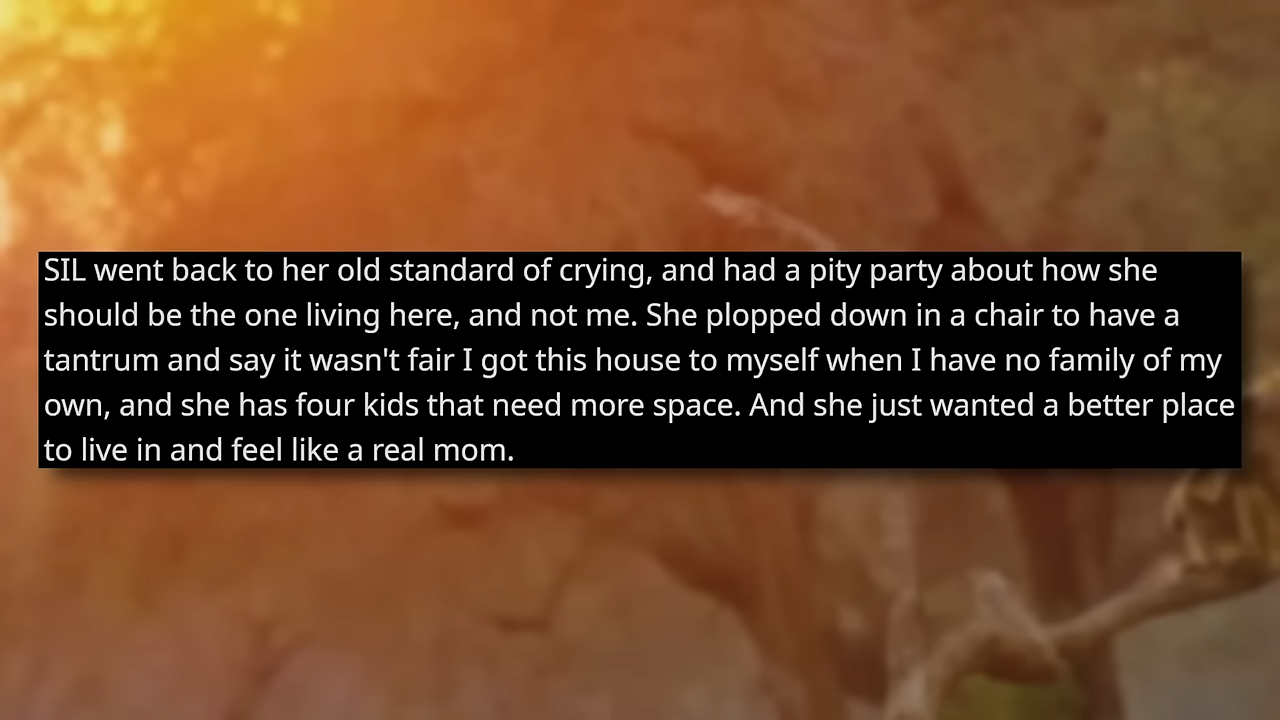 SIL went back to her old standard of crying, and had a pity party about how she
should be the one living here, and not me. She plopped down in a chair to have a
tantrum and say it wasn't fair I got this house to myself when I have no family of my
own, and she has four kids that need more space. And she just wanted a better place
to live in and feel like a real mom.